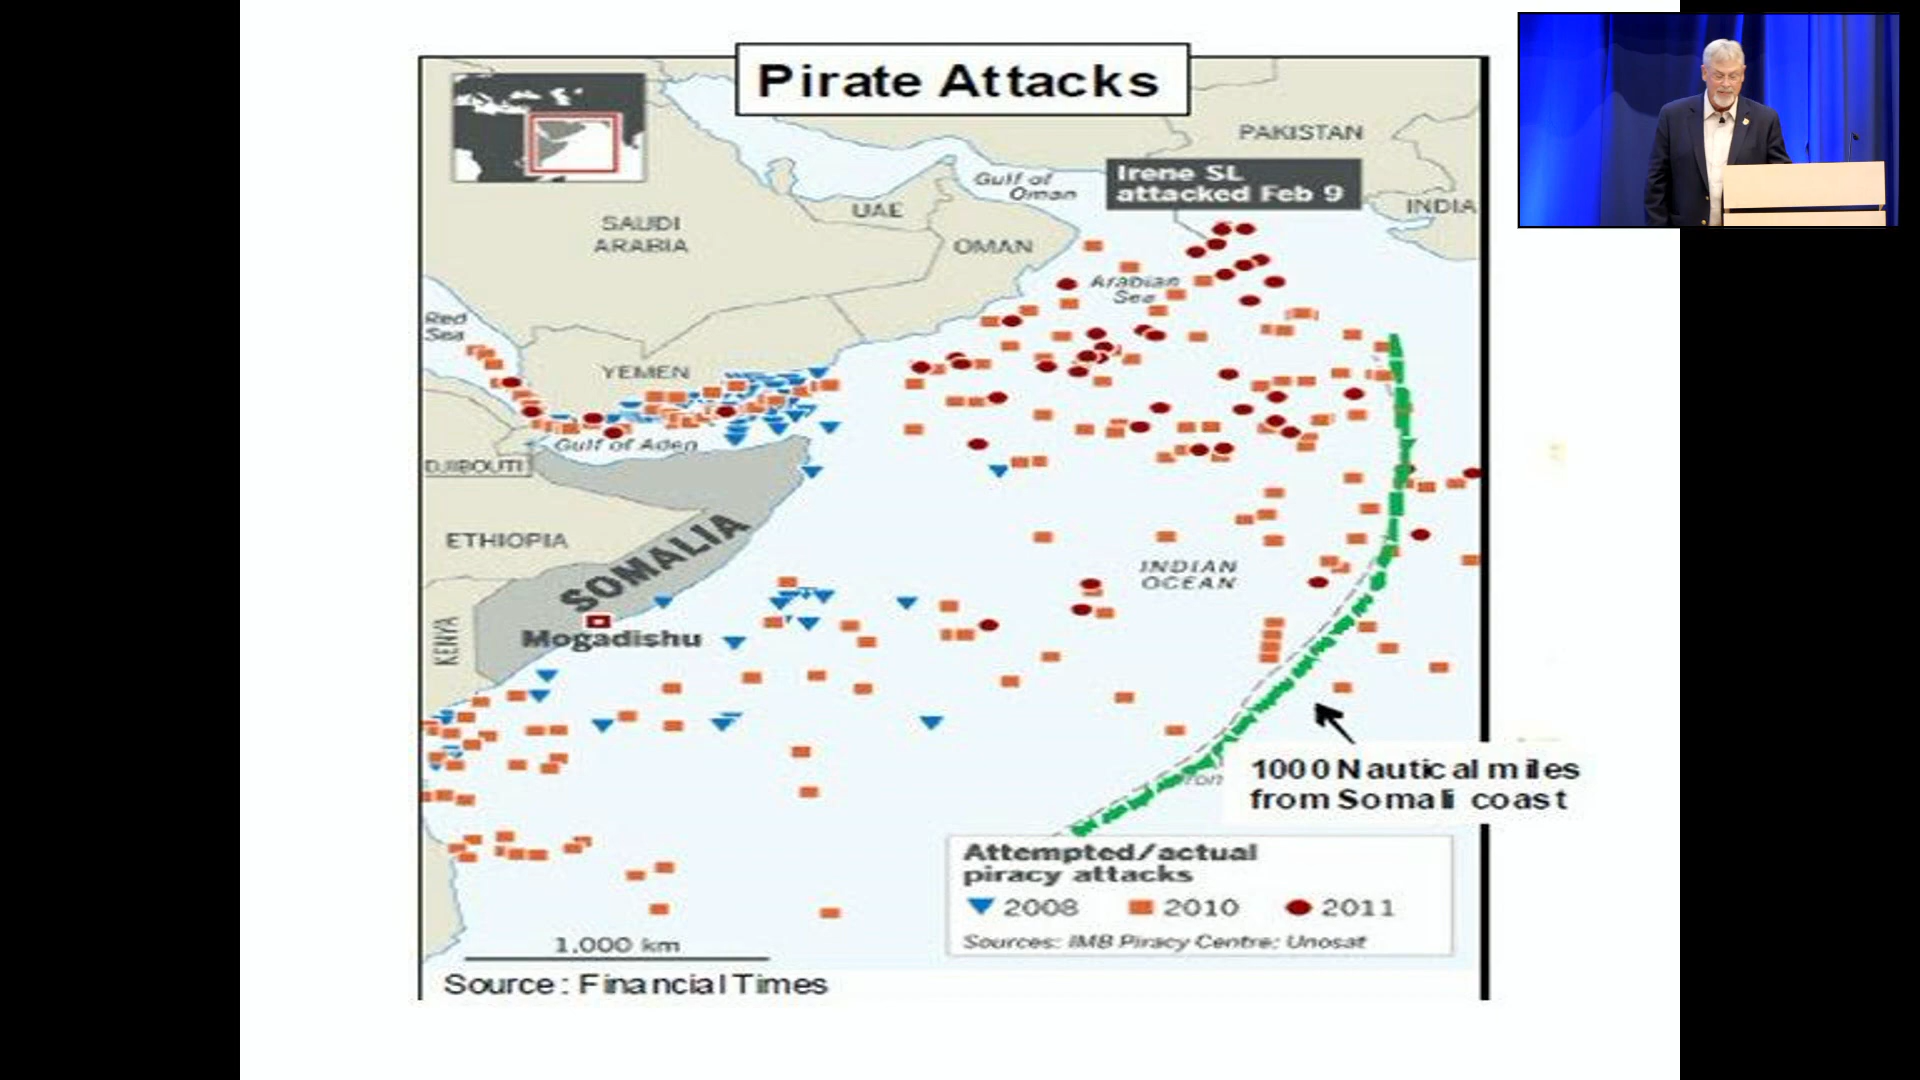 Pirate Attacks
PAKISTAN
Irene SL
attacked Feb 9
Gulf of
Oman
INDIA
UAE
SAUDI
ARABIA
OMAN
Arabian
Sea
Red
Sea
YEMEN
Gulf of Aden
DJIBOUTI
SOMALIA
ETHIOPIA
INDIAN
OCEAN
KENYA
Mogadishu
1000 Nautical miles
from Somali coast
Attempted/actual
piracy attacks
2008 2010 2011
Sources: IMB Piracy Centre; Unosat
1,000 km
Source: Financial Times